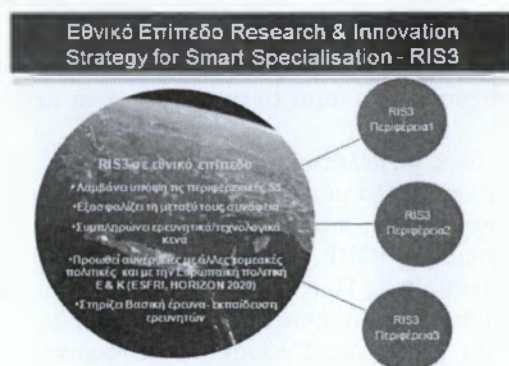 Εθνικό Επίπεδο Research & Innovation
Strategy for Smart Specialisation - RIS3
RIS3 σε εθνικό επίπεδο
•Λαμβάνει υπόψη τις περιφερειακές S3
•Εξασφαλίζει τη μεταξύ τους συνάφεια
•Συμπληρώνει ερευνητικά/τεχνολογικά
κενά
•Προωθεί συνέργειες με άλλες τομεακές
πολιτικές και με την Ευρωπαϊκή πολιτική
Ε & Κ (ESFRI, HORIZON 2020)
•Στηρίζει Βασική έρευνα - εκπαίδευση
ερευνητών
RIS3
Περιφέρεια1
RIS3
Περιφέρεια2
RIS3
Περιφέρεια3